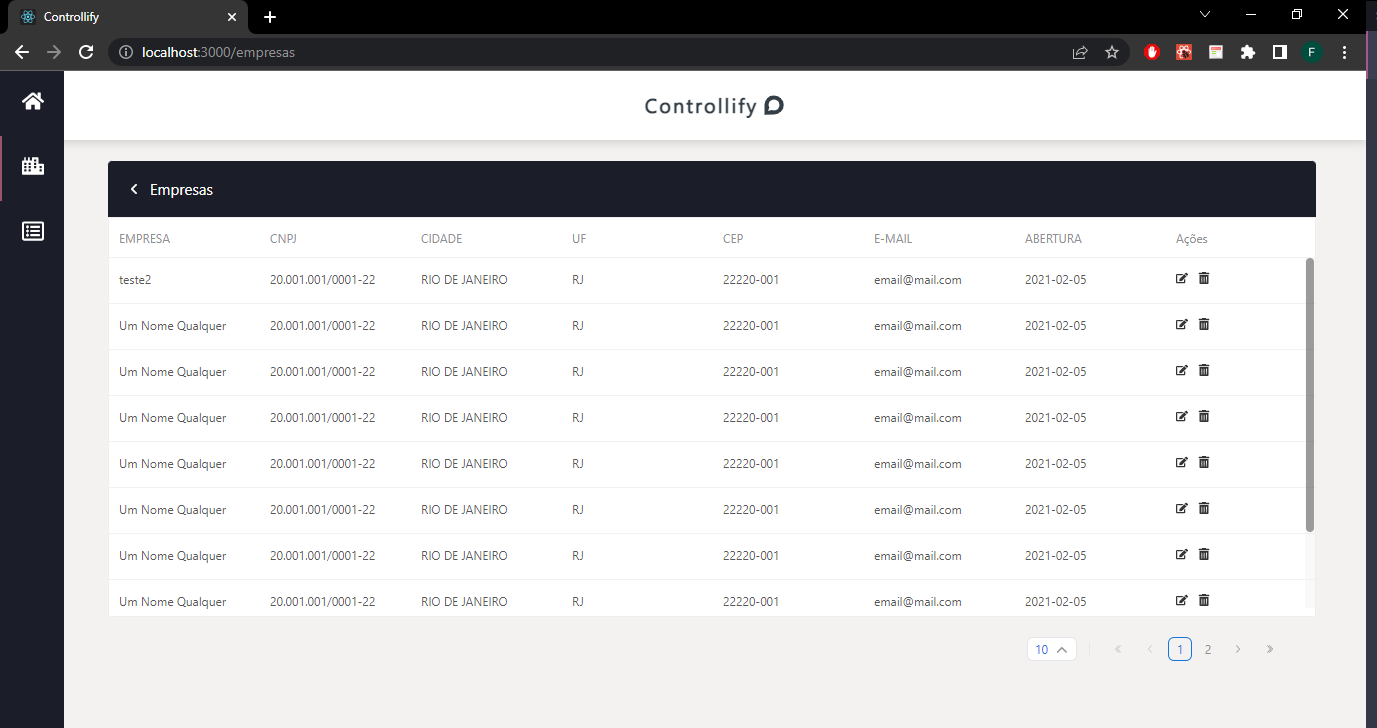 Controllify
localhost:3000/empresas
F
Controllify
Empresas
EMPRESA CNPJ CIDADE UF CEP E-MAIL ABERTURA Ações
teste2 20.001.001/0001-22 RIO DE JANEIRO RJ 22220-001 email@mail.com 2021-02-05
Um Nome Qualquer 20.001.001/0001-22 RIO DE JANEIRO RJ 22220-001 email@mail.com 2021-02-05
Um Nome Qualquer 20.001.001/0001-22 RIO DE JANEIRO RJ 22220-001 email@mail.com 2021-02-05
Um Nome Qualquer 20.001.001/0001-22 RIO DE JANEIRO RJ 22220-001 email@mail.com 2021-02-05
Um Nome Qualquer 20.001.001/0001-22 RIO DE JANEIRO RJ 22220-001 email@mail.com 2021-02-05
Um Nome Qualquer 20.001.001/0001-22 RIO DE JANEIRO RJ 22220-001 email@mail.com 2021-02-05
Um Nome Qualquer 20.001.001/0001-22 RIO DE JANEIRO RJ 22220-001 email@mail.com 2021-02-05
Um Nome Qualquer 20.001.001/0001-22 RIO DE JANEIRO RJ 22220-001 email@mail.com 2021-02-05
10 « ‹ 1 2 › »